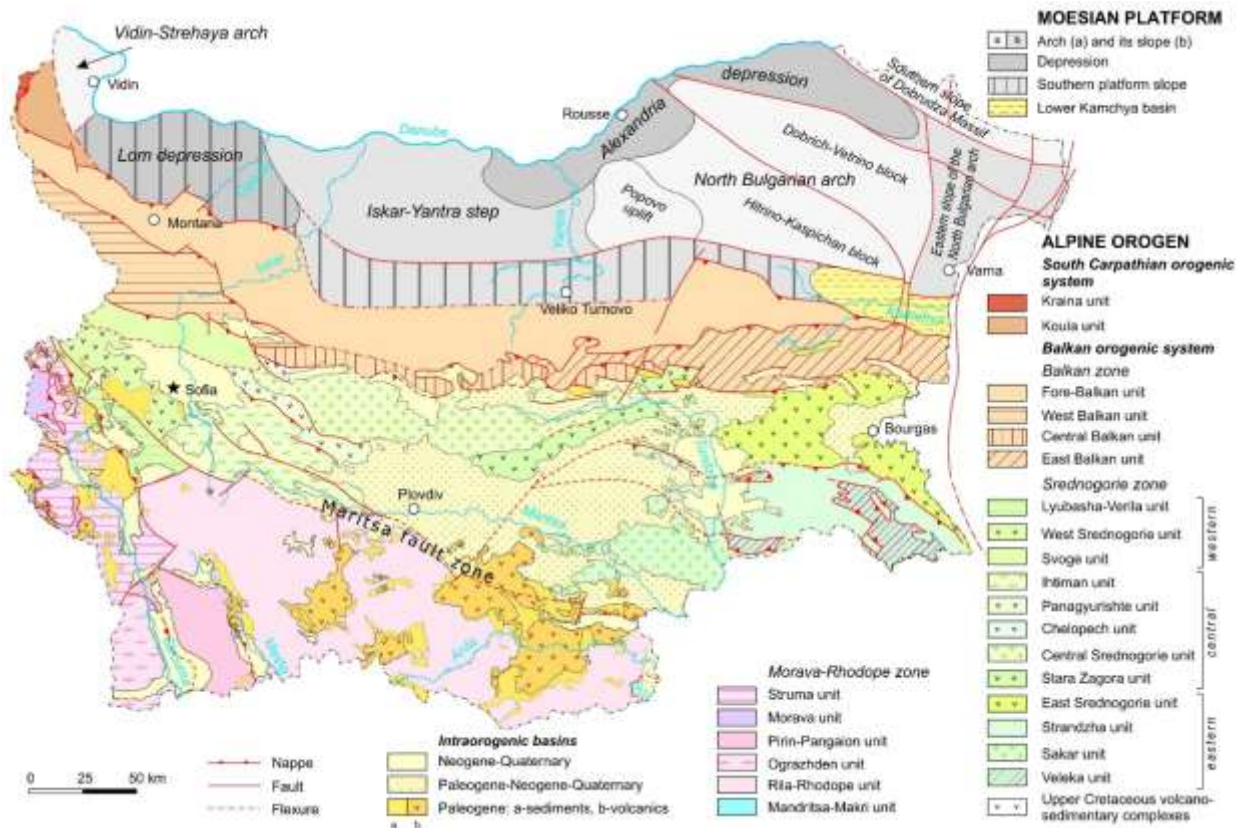 Vidin-Strehaya arch
Vidin
Lom depression
Montana
Danube
Iskar-Yantra step
Rousse
Alexandria
depression
Southern slope
of Dobrudza Massif
Dobrich-Vetrino block
North Bulgarian arch
Popovo
uplift
Hitrino-Kaspichan block
Eastern slope of the
North Bulgarian arch
Varna
Veliko Turnovo
Sofia
Bourgas
Plovdiv
Maritsa fault zone
0 25 50 km
Nappe
Fault
Flexure
Intraorogenic basins
Neogene-Quaternary
Paleogene-Neogene-Quaternary
Paleogene: a-sediments, b-volcanics
a b
Morava-Rhodope zone
Struma unit
Morava unit
Pirin-Pangaion unit
Ograzhden unit
Rila-Rhodope unit
Mandritsa-Makri unit
MOESIAN PLATFORM
a b Arch (a) and its slope (b)
Depression
Southern platform slope
Lower Kamchya basin
ALPINE OROGEN
South Carpathian orogenic
system
Kraina unit
Koula unit
Balkan orogenic system
Balkan zone
Fore-Balkan unit
West Balkan unit
Central Balkan unit
East Balkan unit
Srednogorie zone
Lyubasha-Verila unit
West Srednogorie unit
Svoge unit
western
Ihtiman unit
Panagyurishte unit
Chelopech unit
Central Srednogorie unit
Stara Zagora unit
central
East Srednogorie unit
Strandzha unit
Sakar unit
Veleka unit
eastern
Upper Cretaceous volcano-
sedimentary complexes